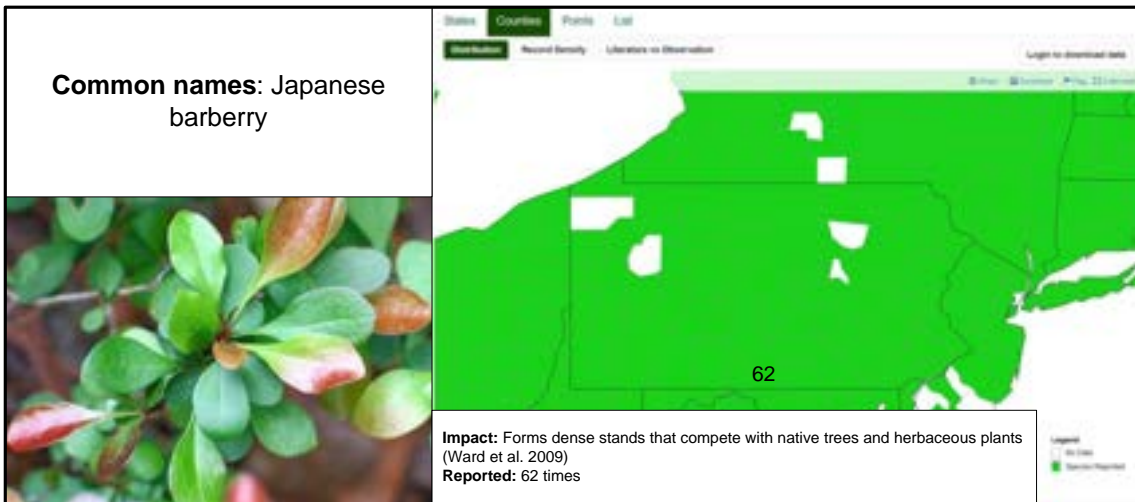 Common names: Japanese
barberry
States Counties Points List
Distribution Record Density Literature vs Observation
Login to download data
62
Impact: Forms dense stands that compete with native trees and herbaceous plants
(Ward et al. 2009)
Reported: 62 times
Legend
No Data
Species Reported